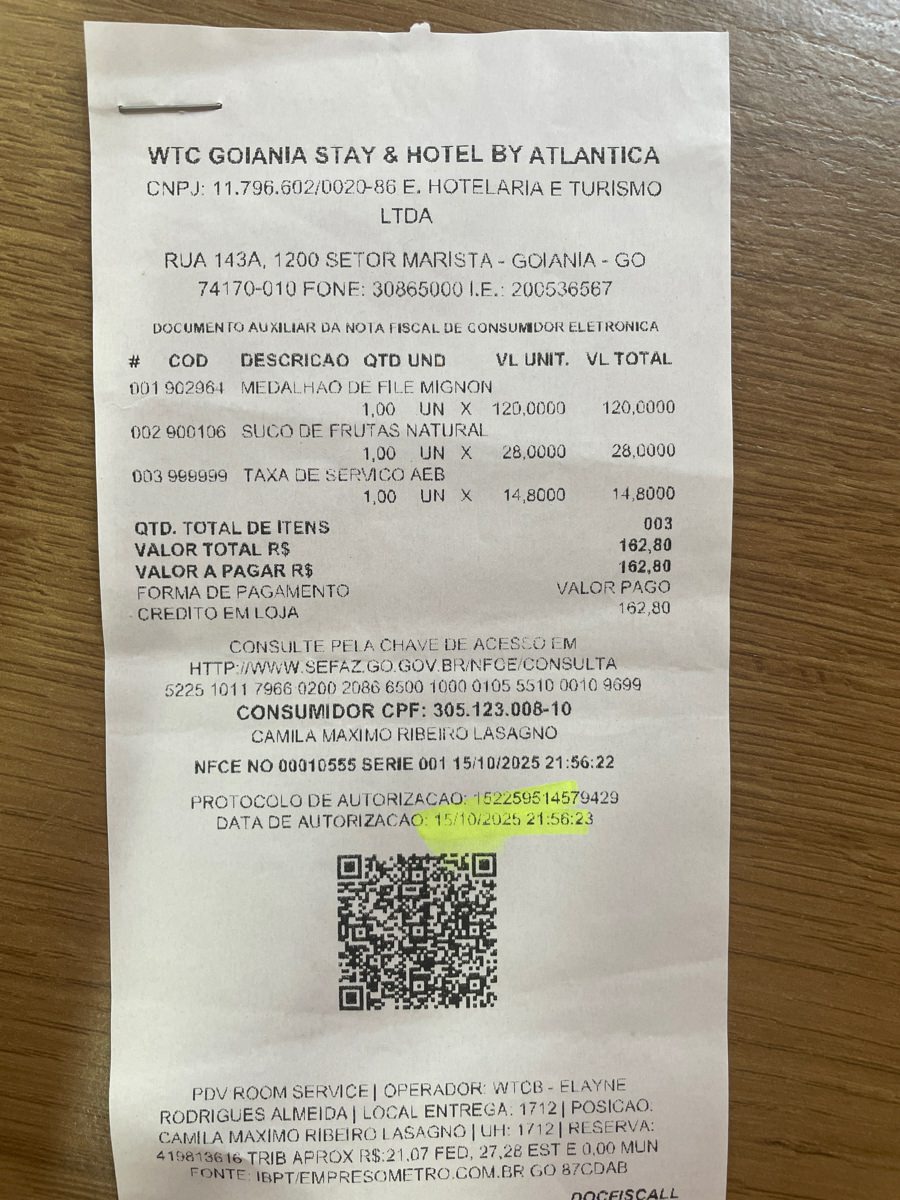 WTC GOIANIA STAY & HOTEL BY ATLANTICA
CNPJ: 11.796.602/0020-86 E. HOTELARIA E TURISMO
LTDA
RUA 143A, 1200 SETOR MARISTA - GOIANIA - GO
74170-010 FONE: 30865000 I.E.: 200536567
DOCUMENTO AUXILIAR DA NOTA FISCAL DE CONSUMIDOR ELETRONICA
# COD DESCRICAO QTD UND VL UNIT. VL TOTAL
001 902964 MEDALHAO DE FILE MIGNON
1,00 UN X 120,0000 120,0000
002 900106 SUCO DE FRUTAS NATURAL
1,00 UN X 28,0000 28,0000
003 999999 TAXA DE SERVICO AEB
1,00 UN X 14,8000 14,8000
QTD. TOTAL DE ITENS 003
VALOR TOTAL R$ 162,80
VALOR A PAGAR R$ 162,80
FORMA DE PAGAMENTO VALOR PAGO
CREDITO EM LOJA 162,80
CONSULTE PELA CHAVE DE ACESSO EM
HTTP://WWW.SEFAZ.GO.GOV.BR/NFCE/CONSULTA
5225 1011 7966 0200 2086 6500 1000 0105 5510 0010 9699
CONSUMIDOR CPF: 305.123.008-10
CAMILA MAXIMO RIBEIRO LASAGNO
NFCE NO 00010555 SERIE 001 15/10/2025 21:56:22
PROTOCOLO DE AUTORIZACAO: 152259514579429
DATA DE AUTORIZACAO: 15/10/2025 21:56:23
PDV ROOM SERVICE | OPERADOR: WTCB - ELAYNE
RODRIGUES ALMEIDA | LOCAL ENTREGA: 1712 | POSICAO.
CAMILA MAXIMO RIBEIRO LASAGNO | UH: 1712 | RESERVA:
419813616 TRIB APROX R$:21,07 FED, 27,28 EST E 0,00 MUN
FONTE: IBPT/EMPRESOMETRO.COM.BR GO 87CDAB
DOCFISCALL